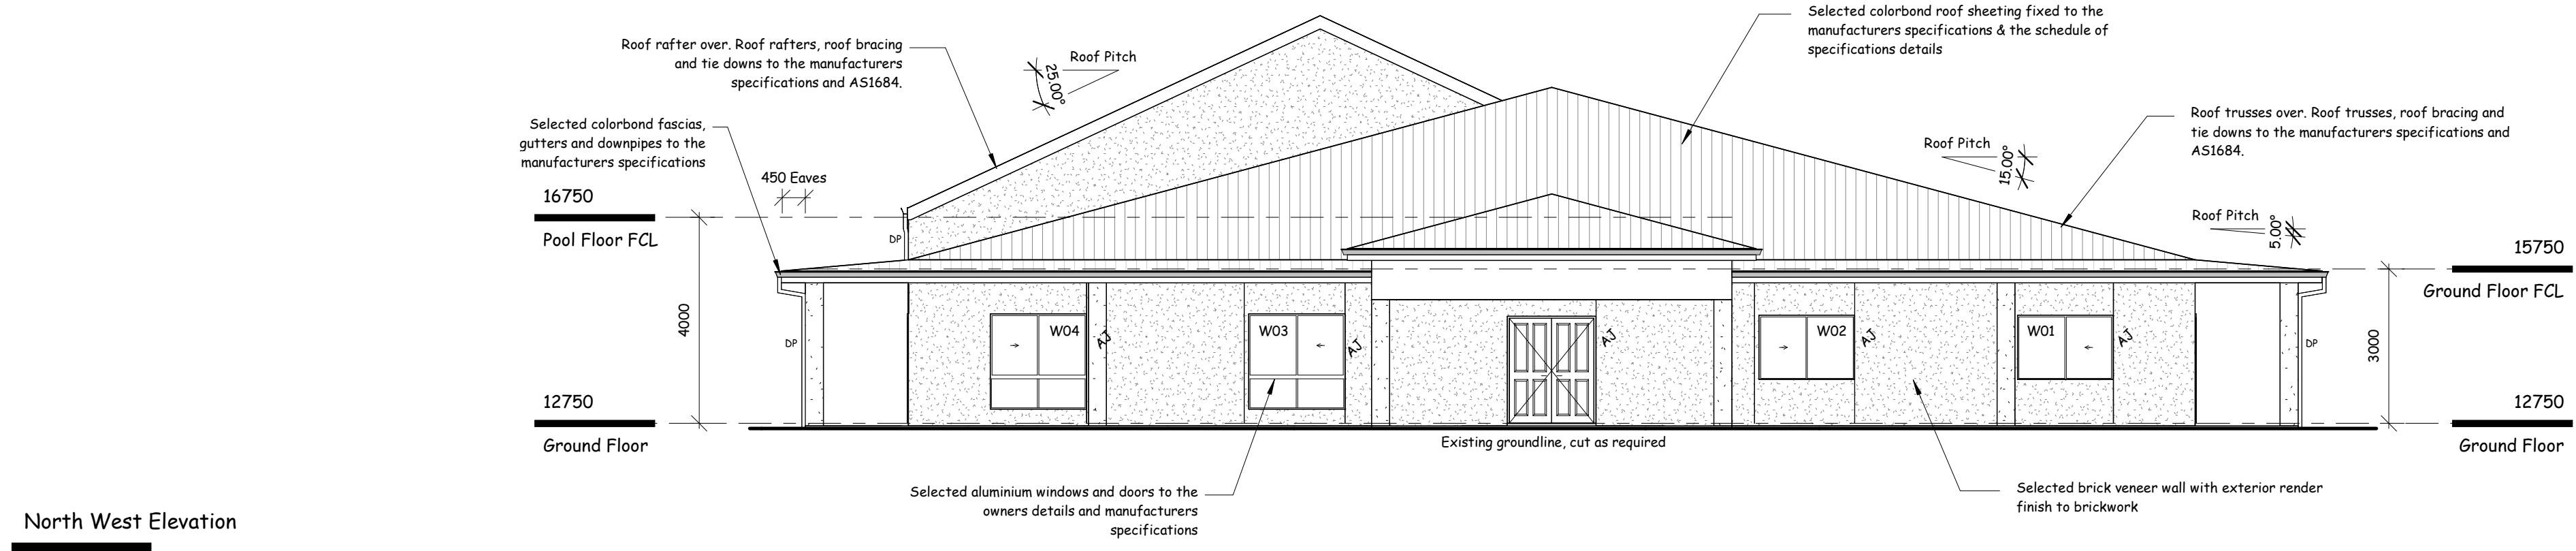 Roof rafter over. Roof rafters, roof bracing
and tie downs to the manufacturers
specifications and AS1684.
25.00°
Roof Pitch
Selected colorbond roof sheeting fixed to the
manufacturers specifications & the schedule of
specifications details
Roof trusses over. Roof trusses, roof bracing and
tie downs to the manufacturers specifications and
AS1684.
Selected colorbond fascias,
gutters and downpipes to the
manufacturers specifications
450 Eaves
Roof Pitch
15.00°
Roof Pitch
5.00°
16750
Pool Floor FCL
DP
15750
Ground Floor FCL
4000
DP
W04
AJ
W03
AJ
AJ
W02
AJ
W01
AJ
DP
3000
12750
Ground Floor
12750
Ground Floor
Existing groundline, cut as required
Selected aluminium windows and doors to the
owners details and manufacturers
specifications
Selected brick veneer wall with exterior render
finish to brickwork
North West Elevation